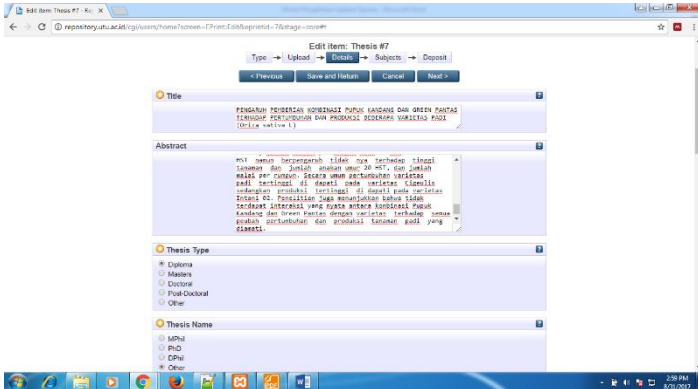 Edit item: Thesis #7 - Re
repository.utu.ac.id/cgi/users/home?screen=EPrint::Edit&eprintid=7&stage=core#t
Edit item: Thesis #7
Type → Upload → Details → Subjects → Deposit
< Previous Save and Return Cancel Next >
Title
PENGARUH PEMBERIAN KOMBINASI PUPUK KANDANG DAN GREEN PANTAS
TERHADAP PERTUMBUHAN DAN PRODUKSI BEBERAPA VARIETAS PADI
(Oriza sativa L)
Abstract
HST namun berpengaruh tidak nya terhadap tinggi
tanaman dan jumlah anakan umur 20 HST, dan jumlah
malai per rumpun. Secara umum pertumbuhan varietas
padi tertinggi di dapati pada varietas Cigeulis
sedangkan produksi tertinggi di dapati pada varietas
Intani 02. Penelitian juga menunjukkan bahwa tidak
terdapat interaksi yang nyata antara kombinasi Pupuk
Kandang dan Green Pantas dengan varietas terhadap semua
peubah pertumbuhan dan produksi tanaman padi yang
diamati.
Thesis Type
Diploma
Masters
Doctoral
Post-Doctoral
Other
Thesis Name
MPhil
PhD
DPhil
Other
2:59 PM
8/31/2017